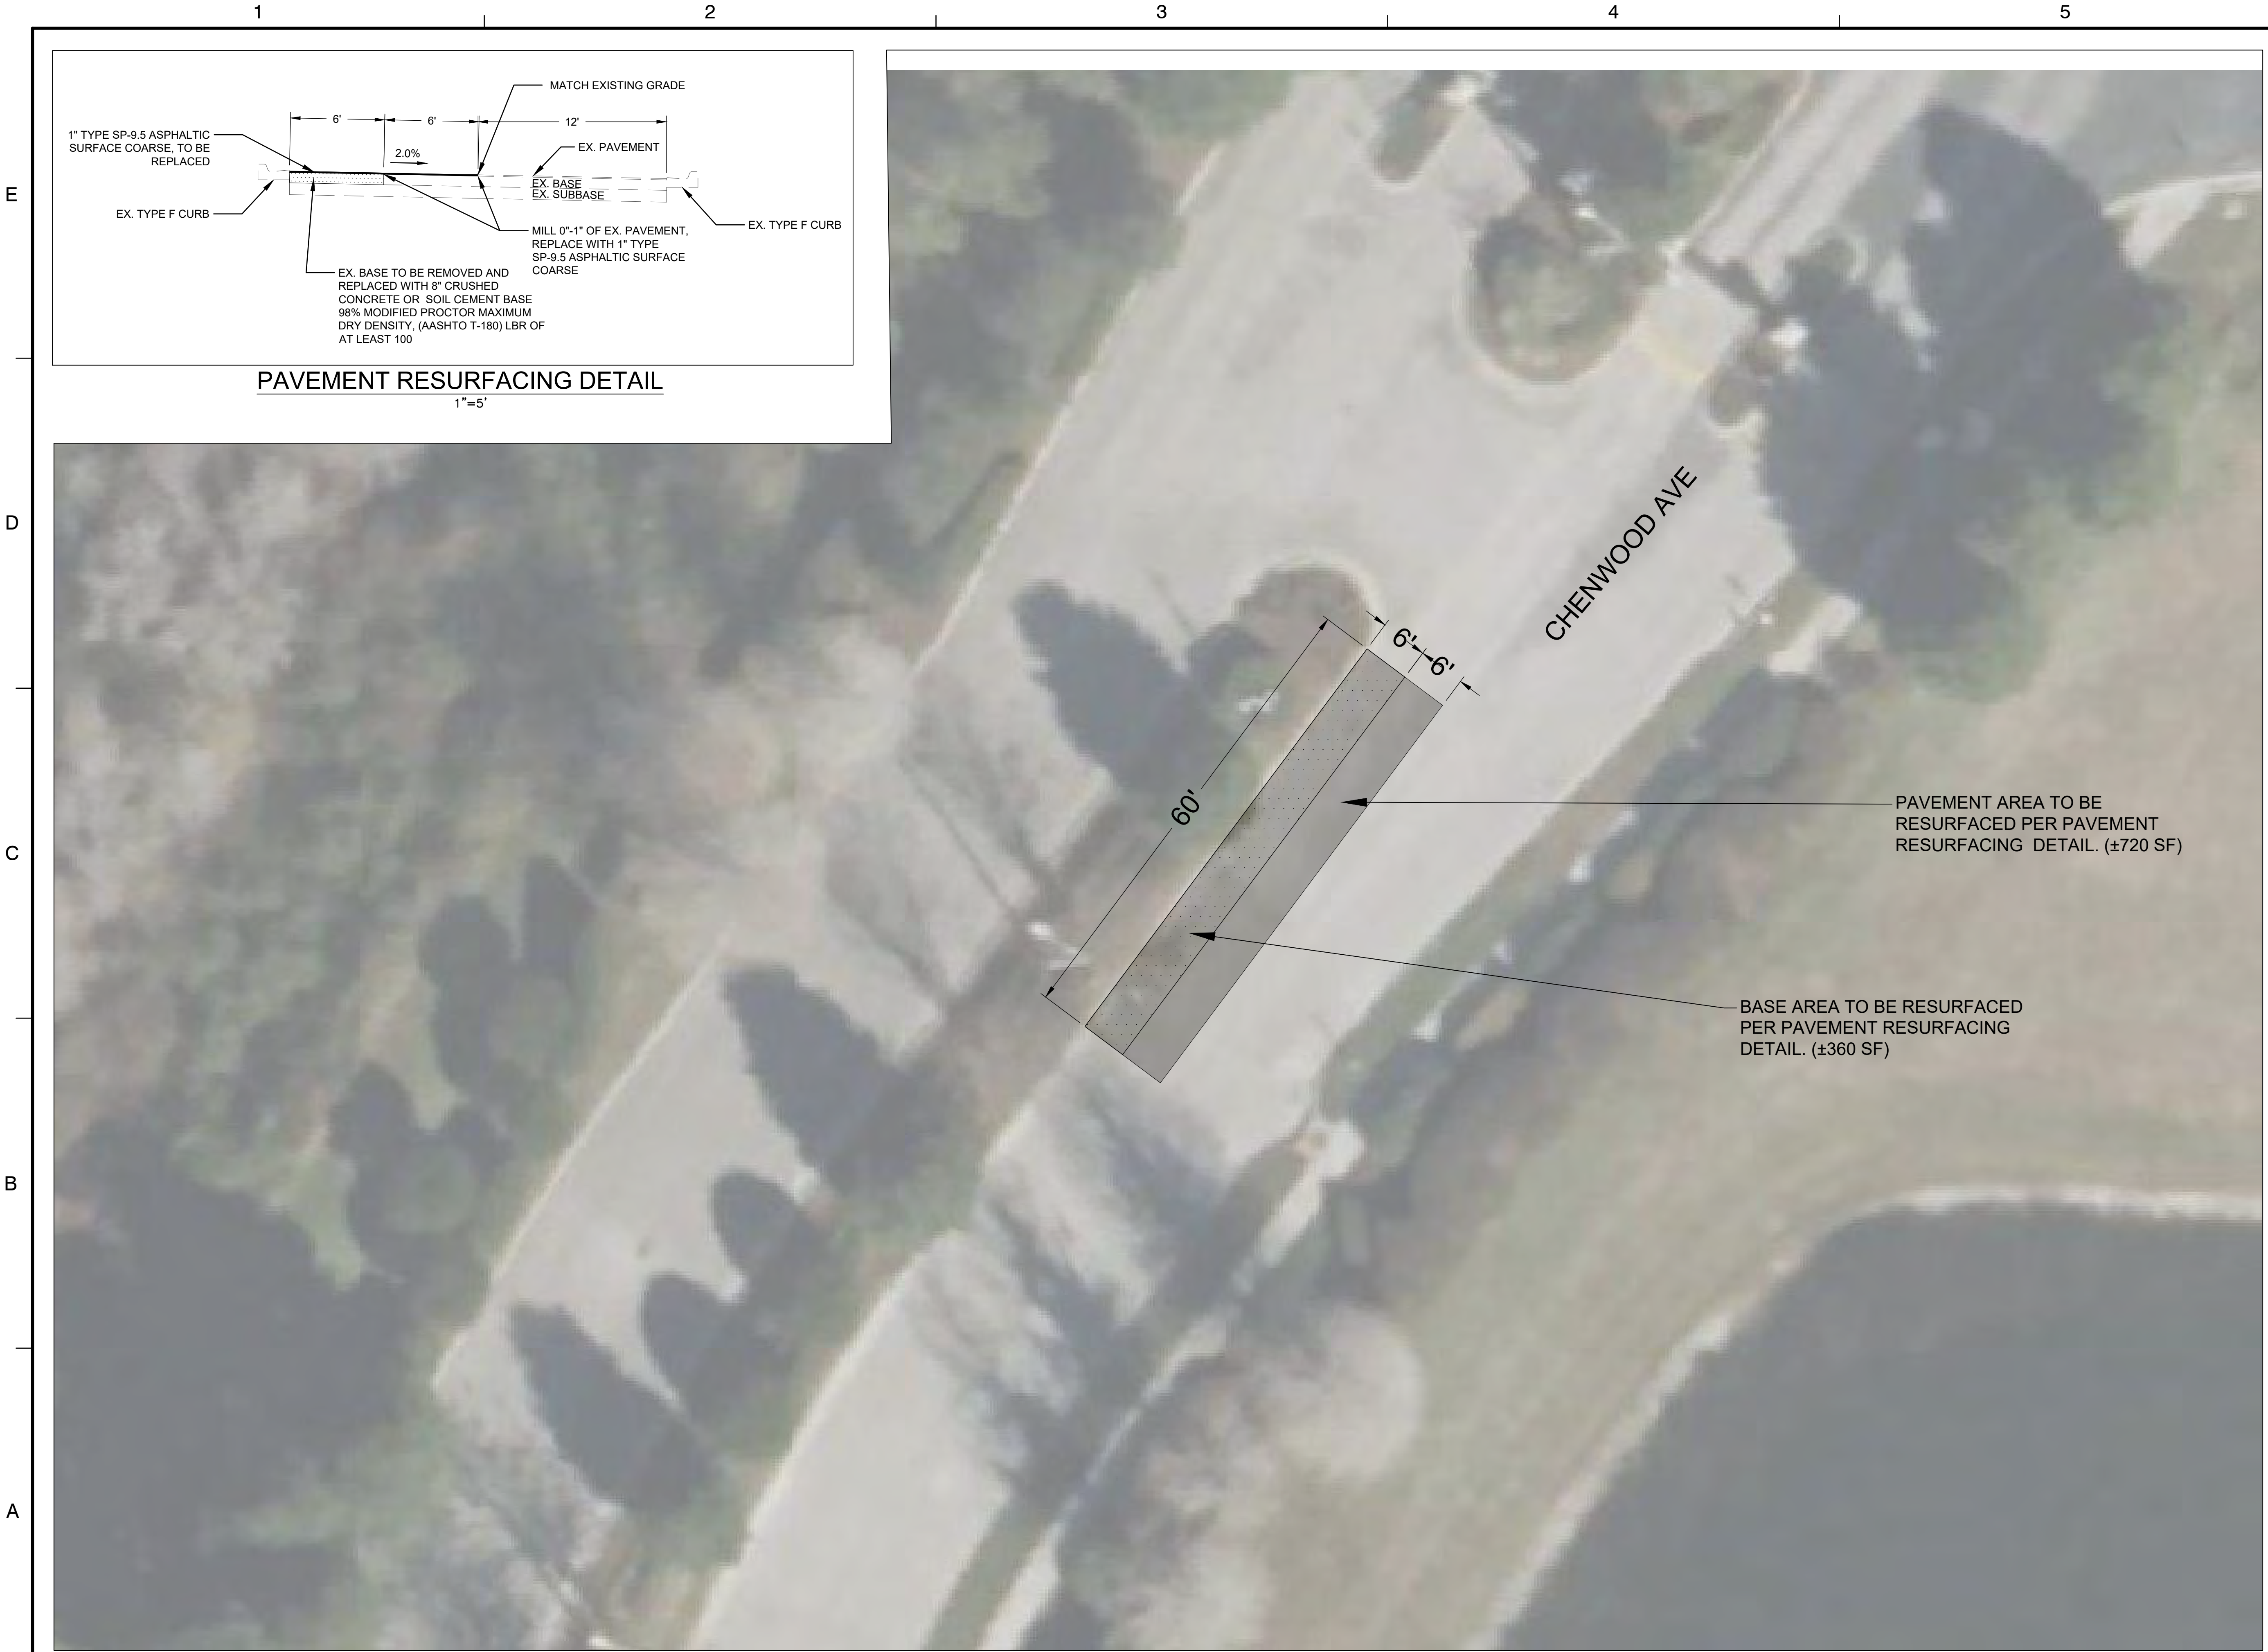 1 2 3 4 5
E
D
C
B
A
MATCH EXISTING GRADE
6' 6' 12'
1" TYPE SP-9.5 ASPHALTIC
SURFACE COARSE, TO BE
REPLACED
2.0%
EX. PAVEMENT
EX. BASE
EX. SUBBASE
EX. TYPE F CURB
EX. TYPE F CURB
MILL 0"-1" OF EX. PAVEMENT,
REPLACE WITH 1" TYPE
SP-9.5 ASPHALTIC SURFACE
COARSE
EX. BASE TO BE REMOVED AND
REPLACED WITH 8" CRUSHED
CONCRETE OR SOIL CEMENT BASE
98% MODIFIED PROCTOR MAXIMUM
DRY DENSITY, (AASHTO T-180) LBR OF
AT LEAST 100
PAVEMENT RESURFACING DETAIL
1"=5'
CHENWOOD AVE
6'
6'
60'
PAVEMENT AREA TO BE
RESURFACED PER PAVEMENT
RESURFACING DETAIL. (±720 SF)
BASE AREA TO BE RESURFACED
PER PAVEMENT RESURFACING
DETAIL. (±360 SF)